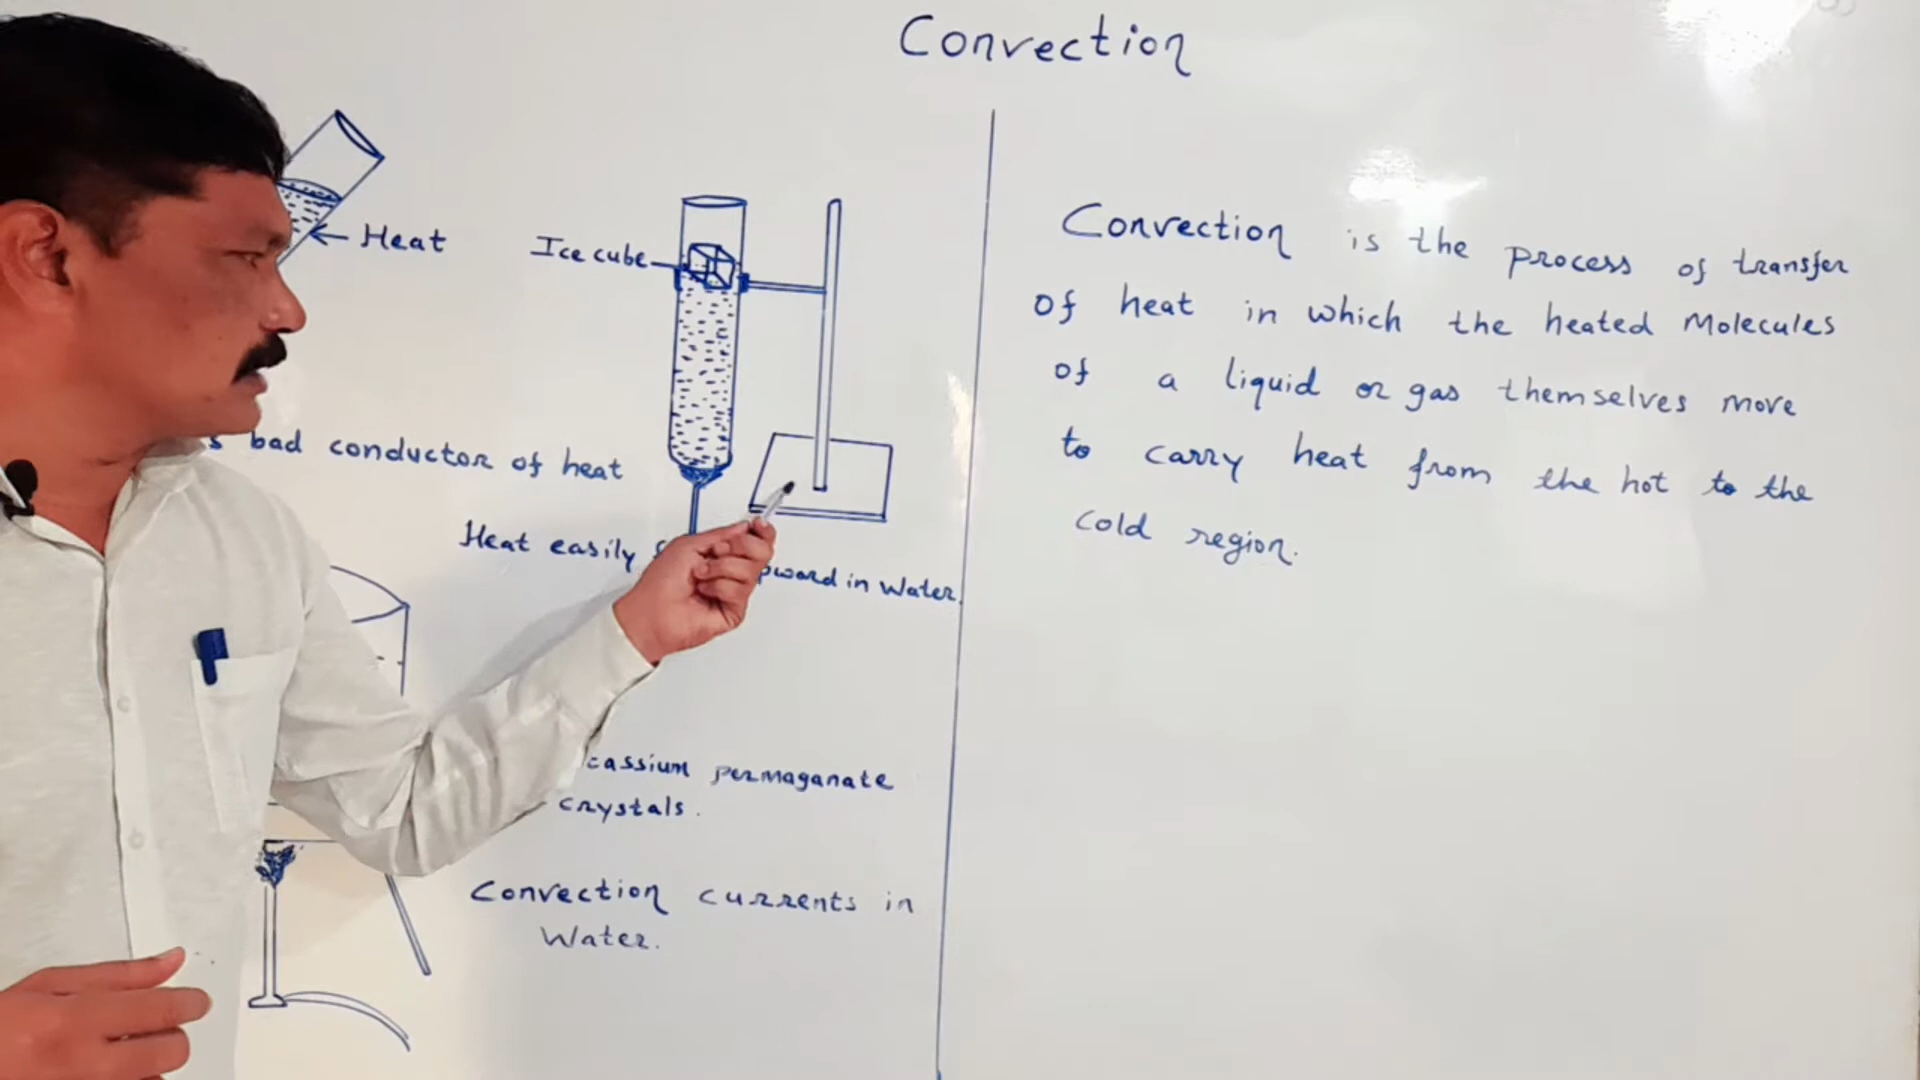 Convection
Heat
Ice cube
bad conductor of heat
Heat easily in Water.
permaganate
crystals.
Convection currents in
Water.
Convection is the process of transfer
of heat in which the heated Molecules
of a liquid or gas themselves move
to carry heat from the hot to the
cold region.